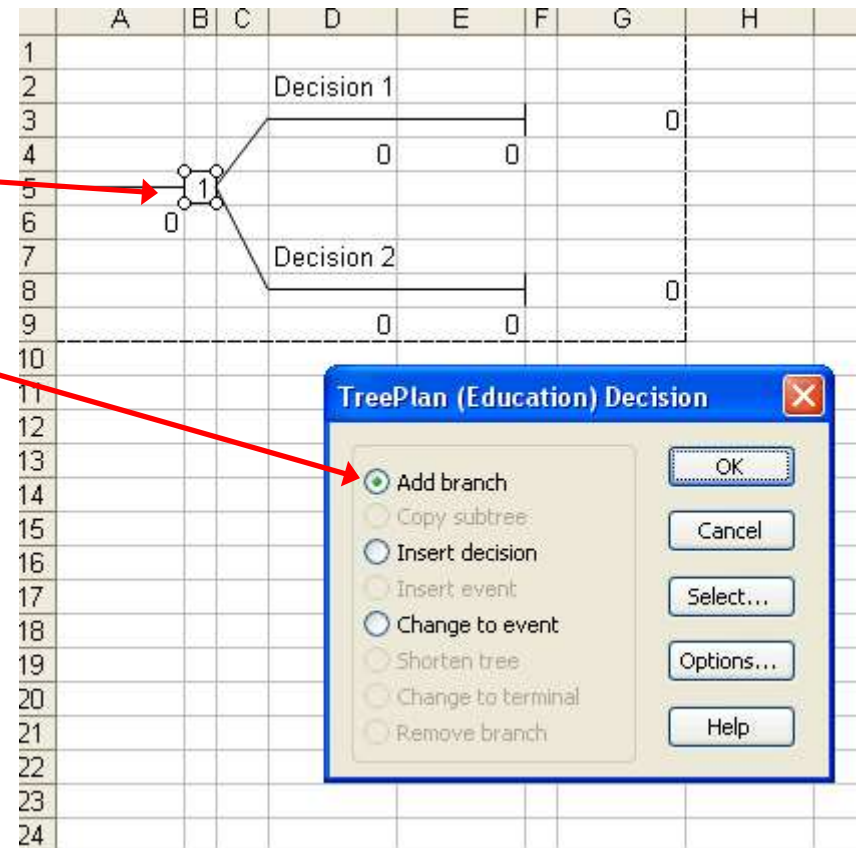 A B C D E F G H
1
2 Decision 1
3 0
4 0 0
5 1
6 0
7 Decision 2
8 0
9 0 0
10
11
12
13
14
15
16
17
18
19
20
21
22
23
24
TreePlan (Education) Decision
Add branch
Copy subtree
Insert decision
Insert event
Change to event
Shorten tree
Change to terminal
Remove branch
OK
Cancel
Select...
Options...
Help